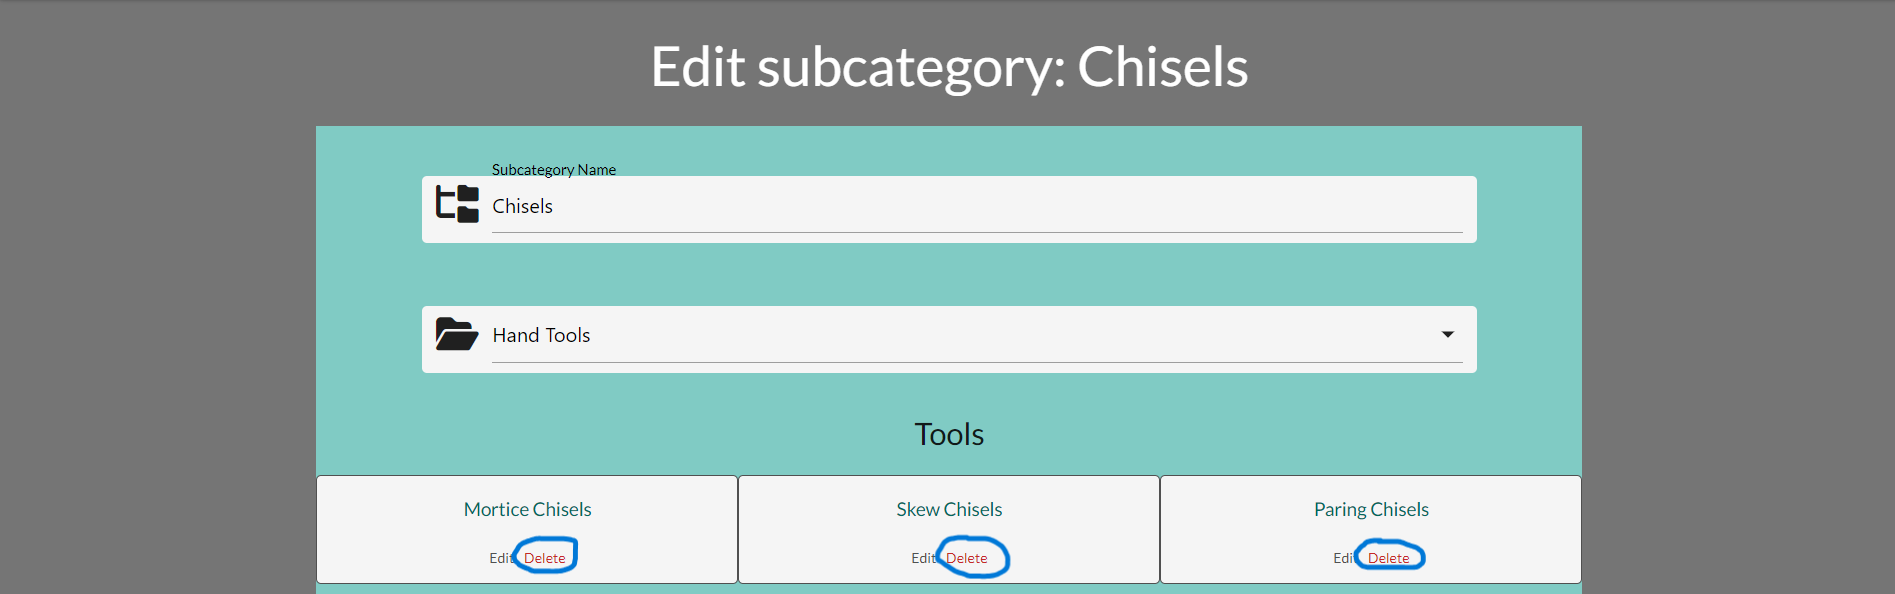 Edit subcategory: Chisels
Subcategory Name
Chisels
Hand Tools
Tools
Mortice Chisels Skew Chisels Paring Chisels
Edit Delete Edit Delete Edit Delete